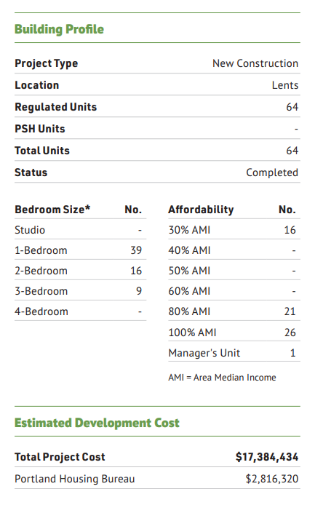 Building Profile
Project Type New Construction
Location Lents
Regulated Units 64
PSH Units -
Total Units 64
Status Completed
Bedroom Size* No.
Studio -
1-Bedroom 39
2-Bedroom 16
3-Bedroom 9
4-Bedroom -
Affordability No.
30% AMI 16
40% AMI -
50% AMI -
60% AMI -
80% AMI 21
100% AMI 26
Manager's Unit 1
AMI = Area Median Income
Estimated Development Cost
Total Project Cost $17,384,434
Portland Housing Bureau $2,816,320